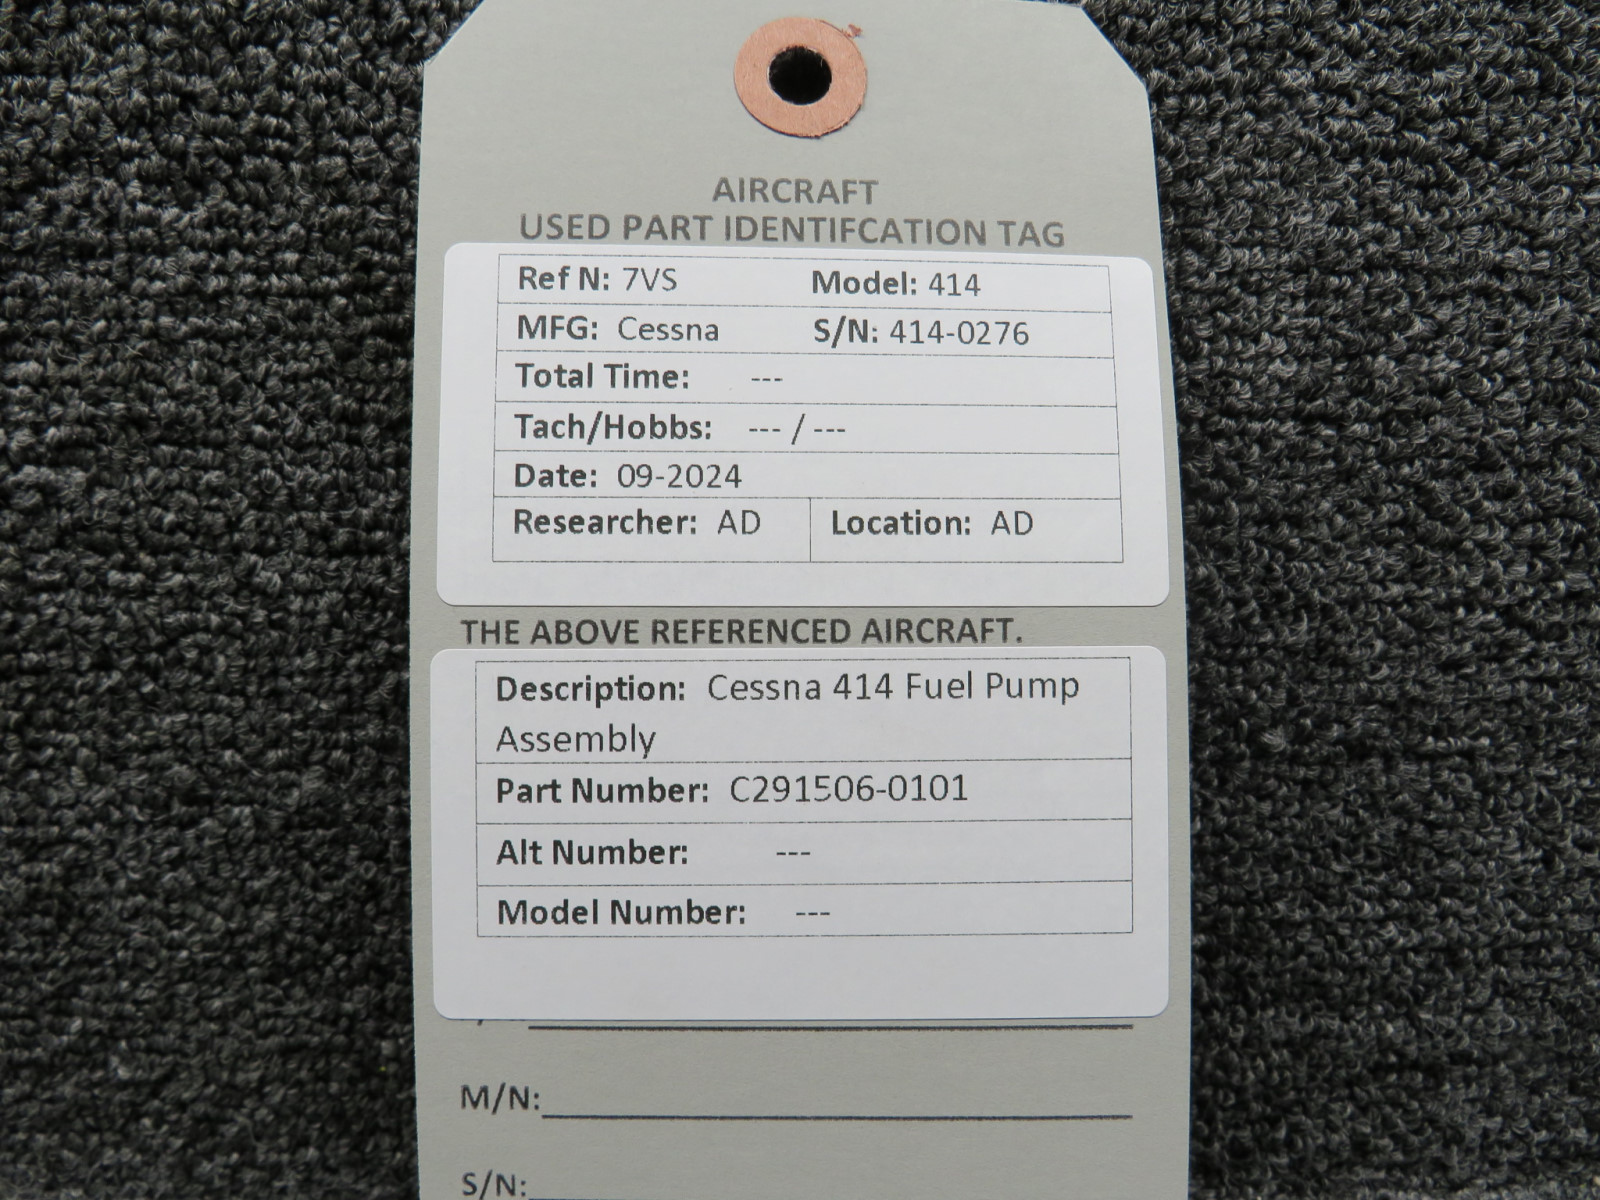 AIRCRAFT
USED PART IDENTIFCATION TAG
Ref N: 7VS Model: 414
MFG: Cessna S/N: 414-0276
Total Time: ---
Tach/Hobbs: --- / ---
Date: 09-2024
Researcher: AD Location: AD
THE ABOVE REFERENCED AIRCRAFT.
Description: Cessna 414 Fuel Pump
Assembly
Part Number: C291506-0101
Alt Number: ---
Model Number: ---
M/N:
S/N: